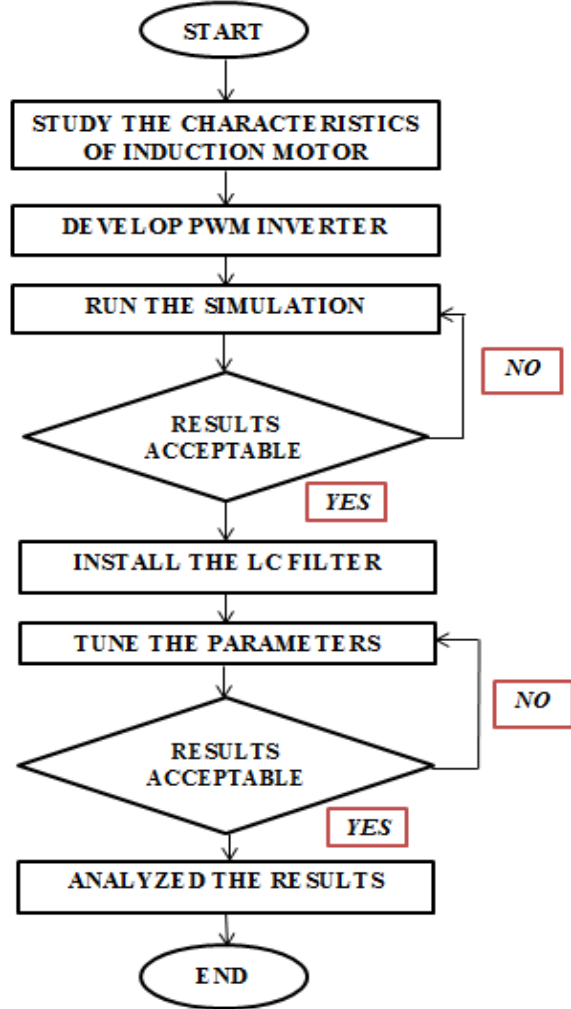 START
STUDY THE CHARACTERISTICS
OF INDUCTION MOTOR
DEVELOP PWM INVERTER
RUN THE SIMULATION
NO
RESULTS
ACCEPTABLE
YES
INSTALL THE LC FILTER
TUNE THE PARAMETERS
NO
RESULTS
ACCEPTABLE
YES
ANALYZED THE RESULTS
END